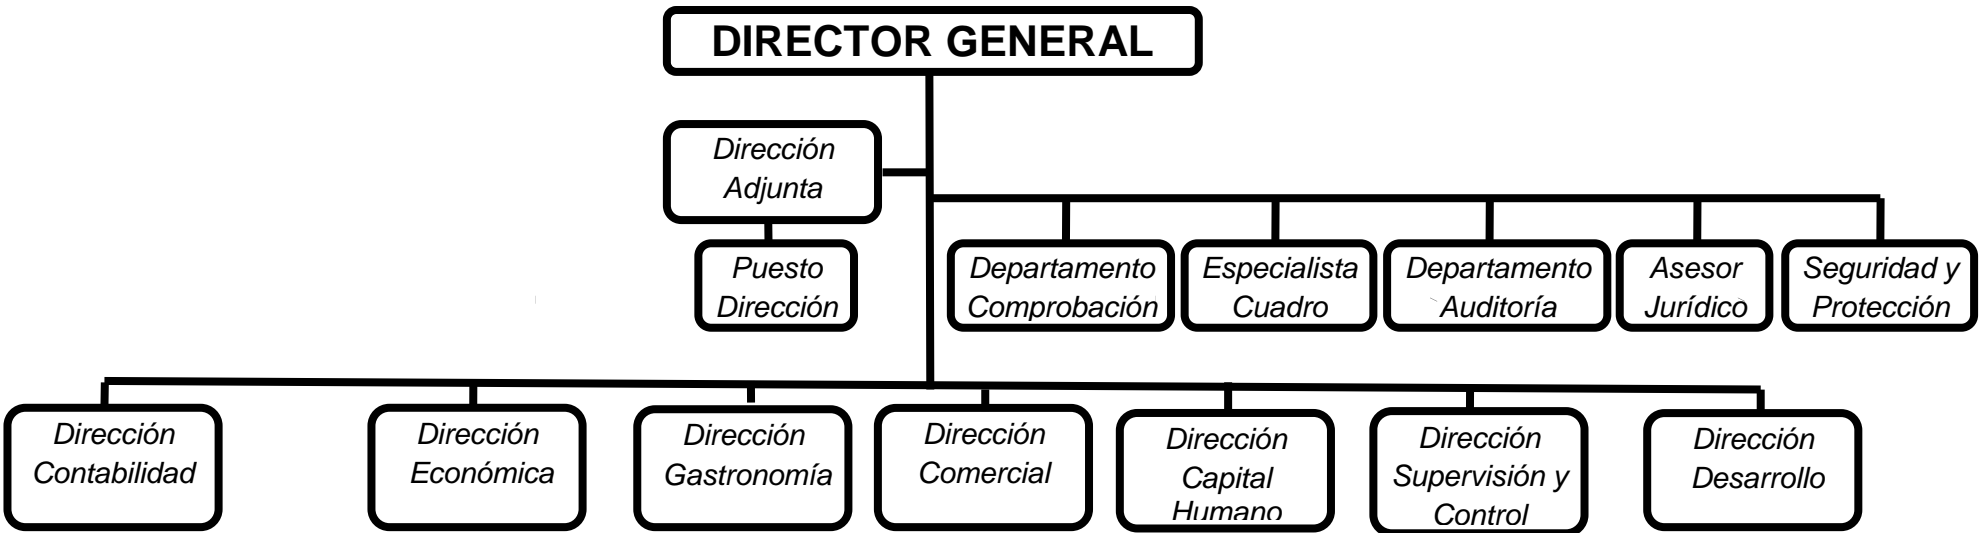 DIRECTOR GENERAL
Dirección
Adjunta
Puesto
Dirección
Departamento
Comprobación
Especialista
Cuadro
Departamento
Auditoría
Asesor
Jurídico
Seguridad y
Protección
Dirección
Contabilidad
Dirección
Económica
Dirección
Gastronomía
Dirección
Comercial
Dirección
Capital
Humano
Dirección
Supervisión y
Control
Dirección
Desarrollo